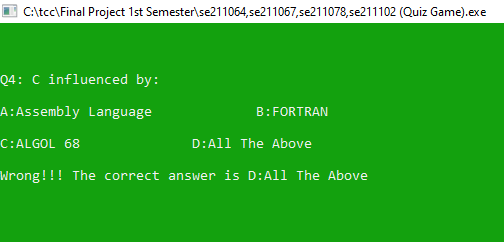 C:\tcc\Final Project 1st Semester\se211064,se211067,se211078,se211102 (Quiz Game).exe
Q4: C influenced by:
A:Assembly Language B:FORTRAN
C:ALGOL 68 D:All The Above
Wrong!!! The correct answer is D:All The Above